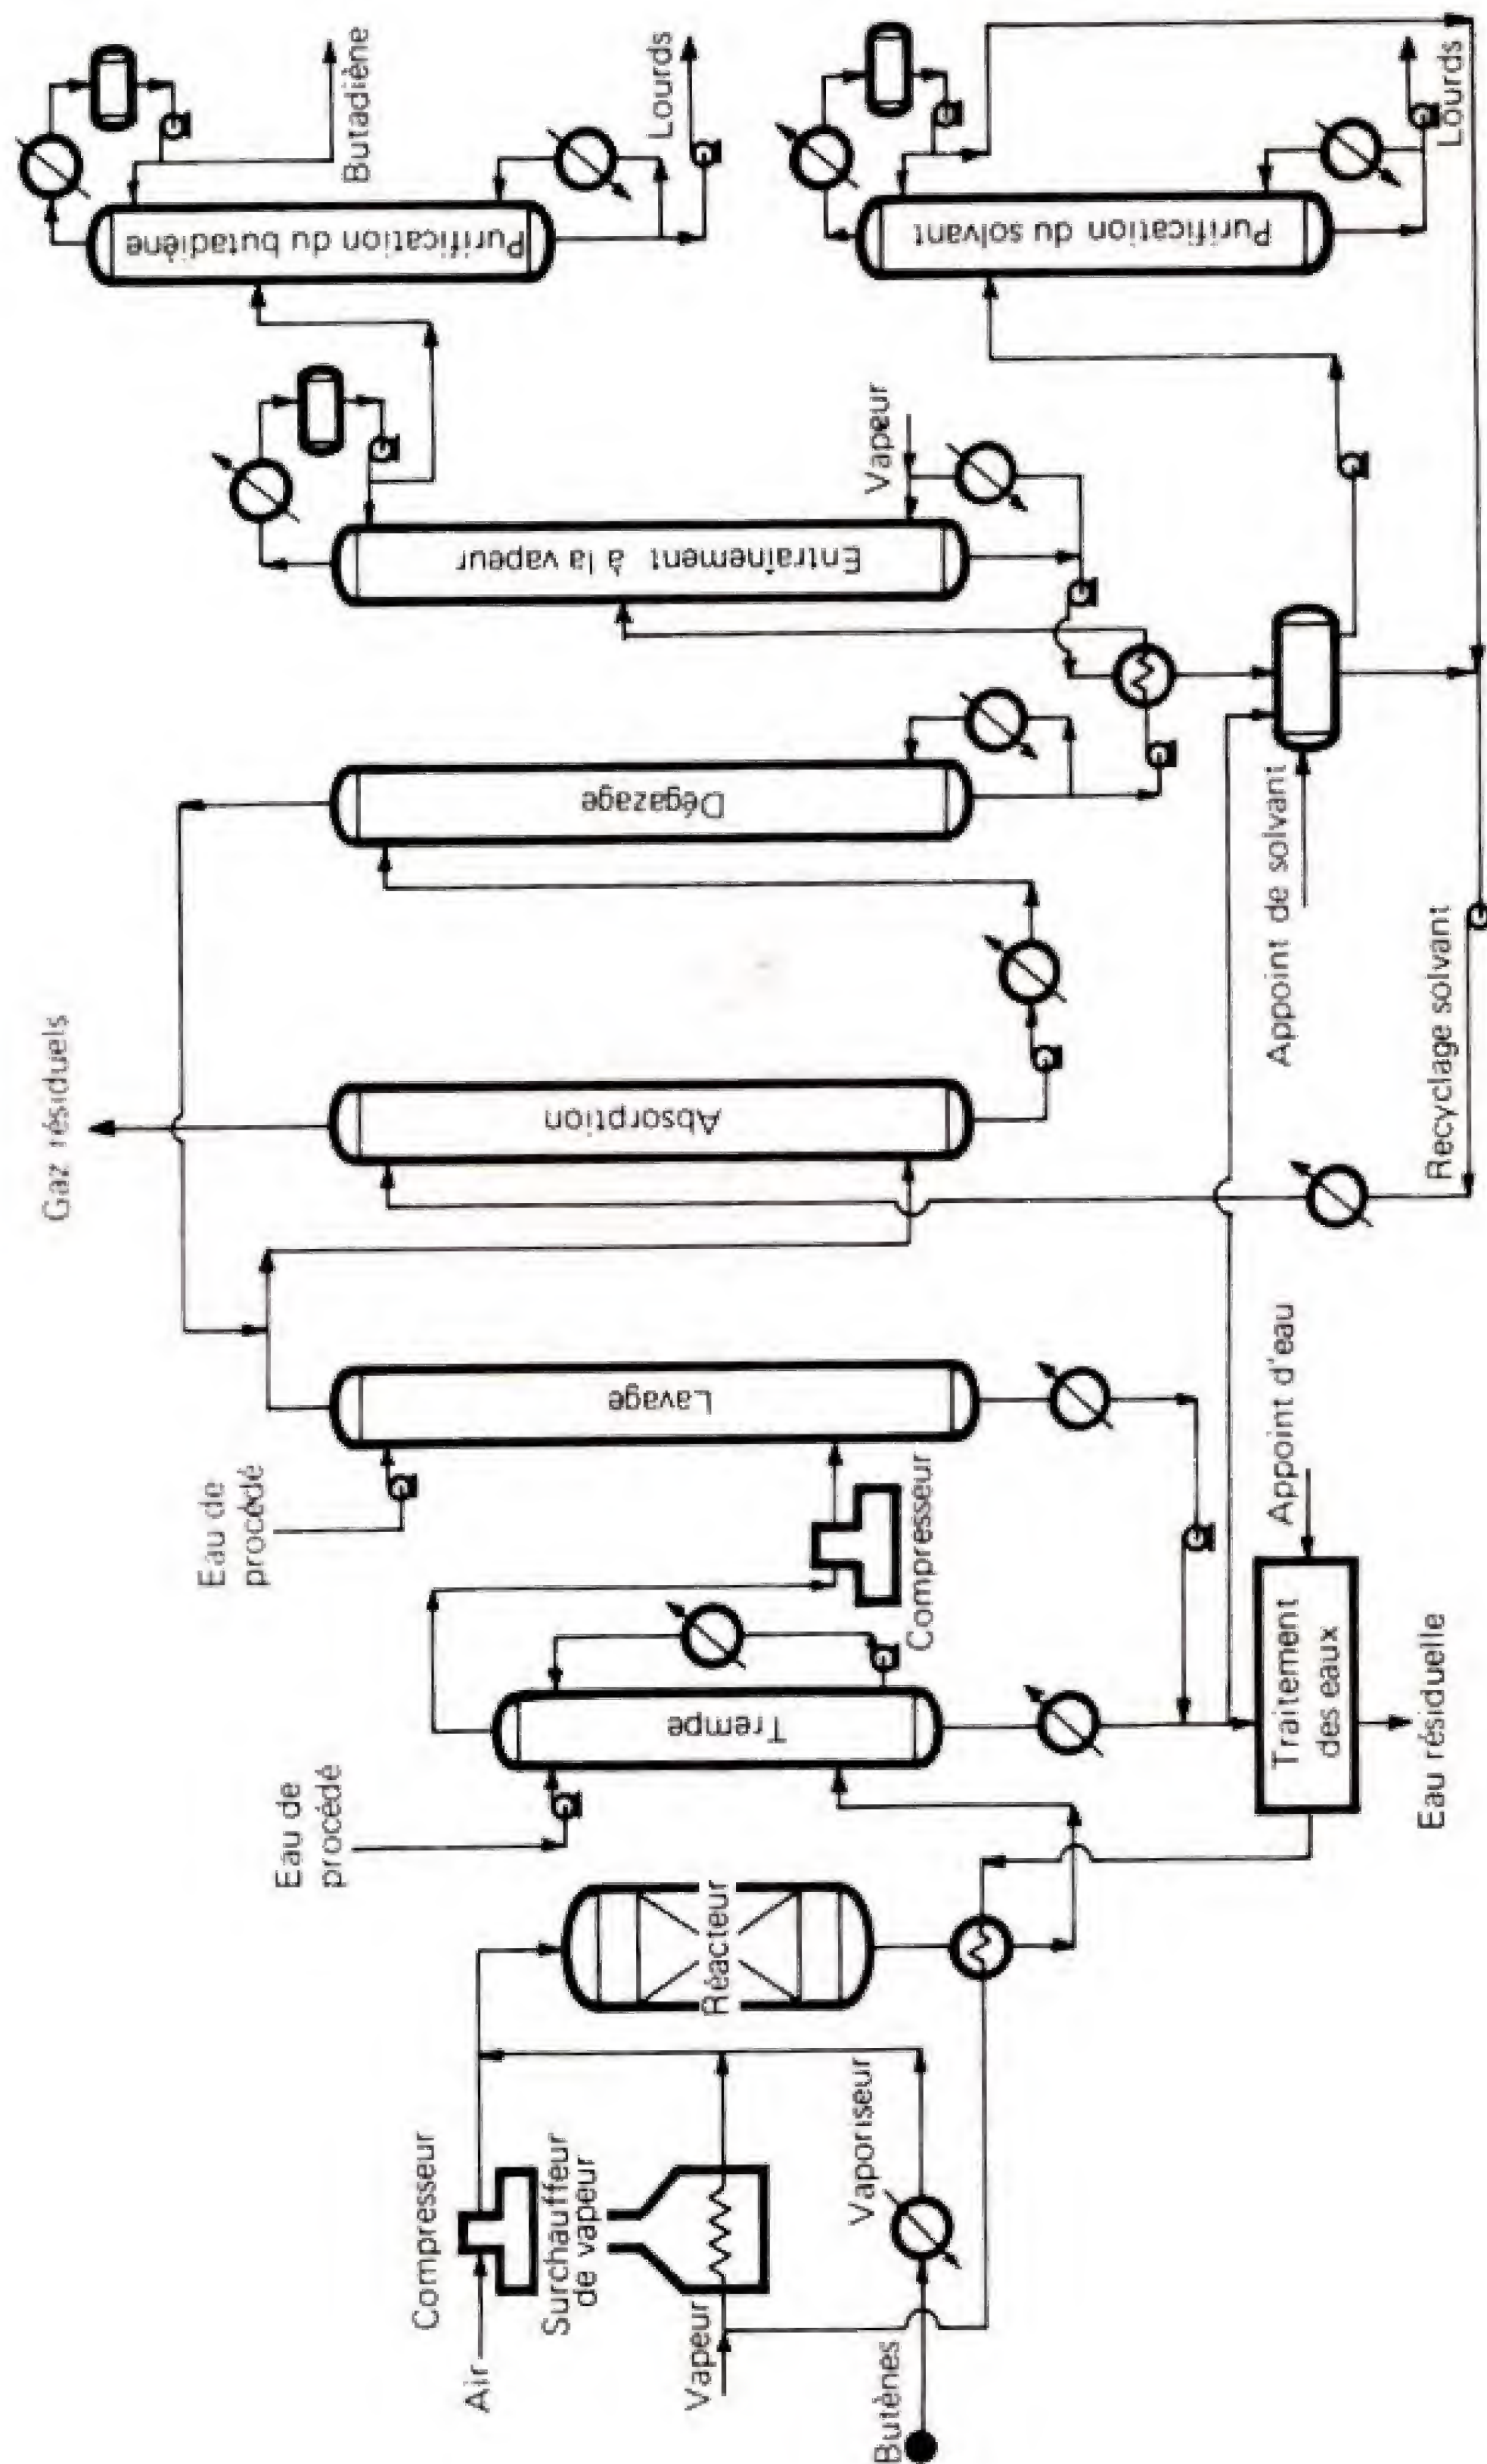 Air
Compresseur
Surchauffeur
de vapeur
Vapeur
Vaporiseur
Butènes
Réacteur
Eau de
procédé
Trempe
Compresseur
Traitement
des eaux
Appoint d'eau
Eau résiduelle
Eau de
procédé
Lavage
Gaz résiduels
Absorption
Dégazage
Appoint de solvant
Recyclage solvant
Entraînement à la vapeur
Vapeur
Purification du butadiène
Butadiène
Lourds
Purification du solvant
Lourds